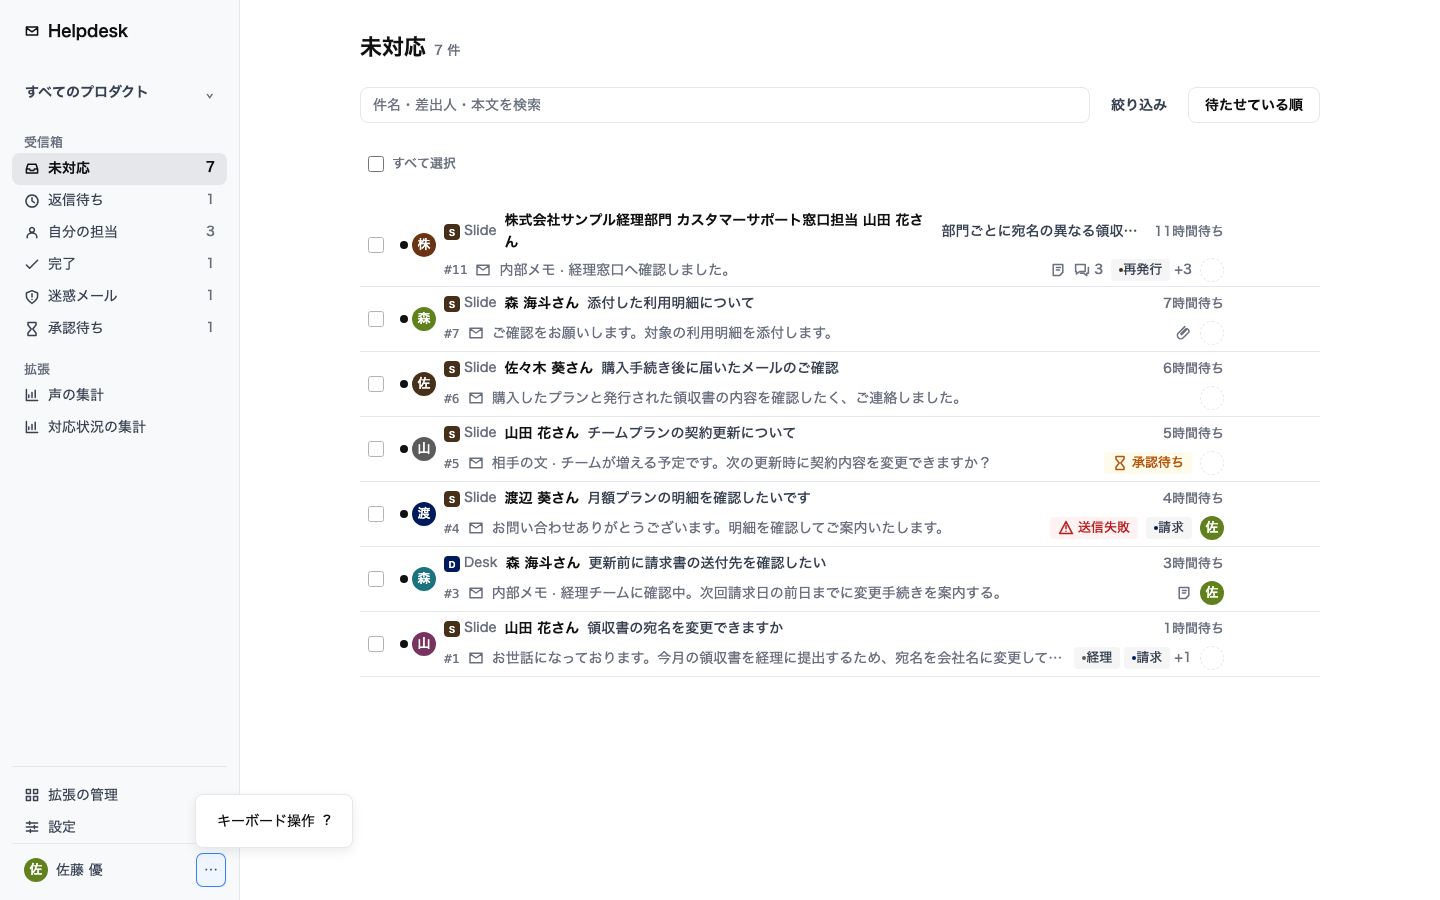 Helpdesk
すべてのプロダクト
受信箱
未対応 7
返信待ち 1
自分の担当 3
完了 1
迷惑メール 1
承認待ち 1
拡張
声の集計
対応状況の集計
拡張の管理
設定
佐 佐藤 優 …
キーボード操作 ?
未対応 7 件
件名・差出人・本文を検索 絞り込み 待たせている順
すべて選択
株 S Slide 株式会社サンプル経理部門 カスタマーサポート窓口担当 山田 花さ
ん
部門ごとに宛名の異なる領収… 11時間待ち
#11 内部メモ · 経理窓口へ確認しました。 3 •再発行 +3
森 S Slide 森 海斗さん 添付した利用明細について 7時間待ち
#7 ご確認をお願いします。対象の利用明細を添付します。
佐 S Slide 佐々木 葵さん 購入手続き後に届いたメールのご確認 6時間待ち
#6 購入したプランと発行された領収書の内容を確認したく、ご連絡しました。
山 S Slide 山田 花さん チームプランの契約更新について 5時間待ち
#5 相手の文 · チームが増える予定です。次の更新時に契約内容を変更できますか？ 承認待ち
渡 S Slide 渡辺 葵さん 月額プランの明細を確認したいです 4時間待ち
#4 お問い合わせありがとうございます。明細を確認してご案内いたします。 送信失敗 •請求 佐
森 D Desk 森 海斗さん 更新前に請求書の送付先を確認したい 3時間待ち
#3 内部メモ · 経理チームに確認中。次回請求日の前日までに変更手続きを案内する。 佐
山 S Slide 山田 花さん 領収書の宛名を変更できますか 1時間待ち
#1 お世話になっております。今月の領収書を経理に提出するため、宛名を会社名に変更して… •経理 •請求 +1